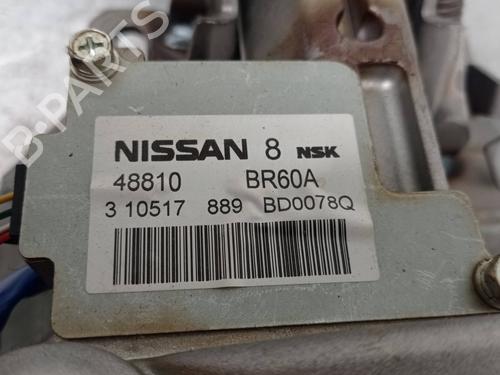 B-PARTS
NISSAN 8 NSK
48810 BR60A
3 10517 889 BD0078Q